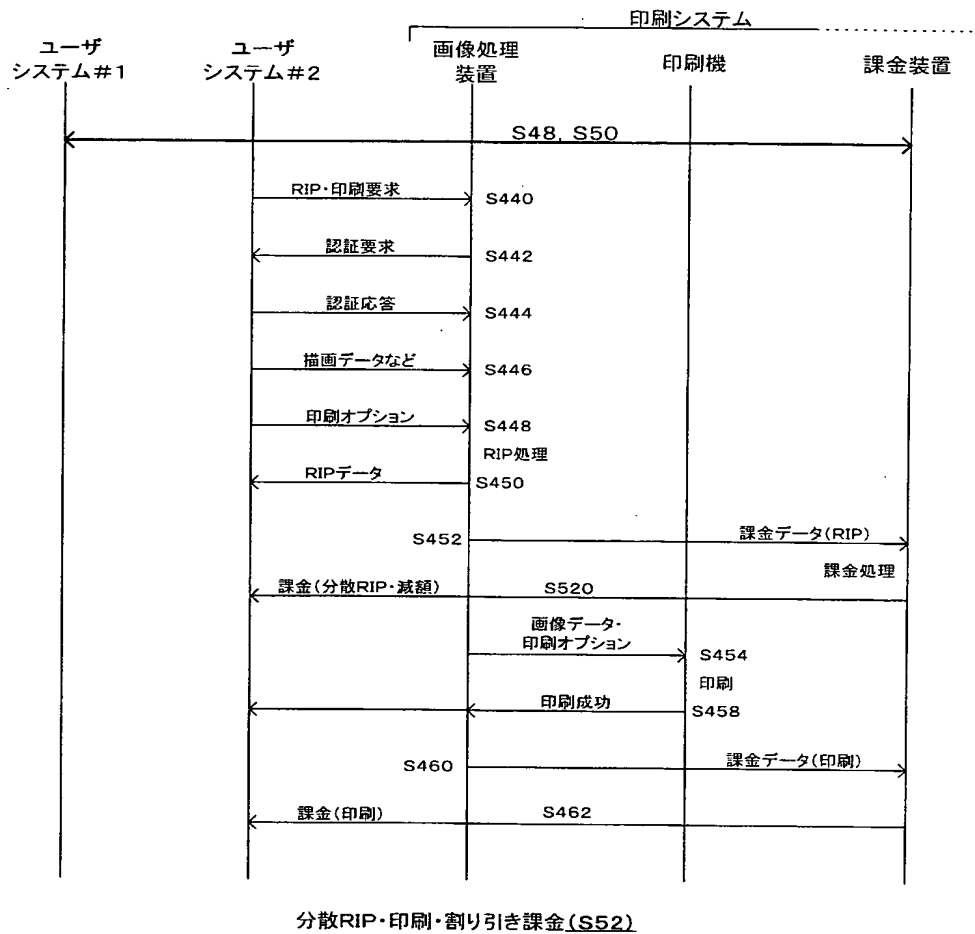 印刷システム
ユーザ
システム#1
ユーザ
システム#2
画像処理
装置
印刷機
課金装置
S48, S50
RIP・印刷要求
S440
認証要求
S442
認証応答
S444
描画データなど
S446
印刷オプション
S448
RIP処理
RIPデータ
S450
S452
課金データ(RIP)
課金処理
課金(分散RIP・減額)
S520
画像データ・
印刷オプション
S454
印刷
印刷成功
S458
S460
課金データ(印刷)
課金(印刷)
S462
分散RIP・印刷・割り引き課金(S52)